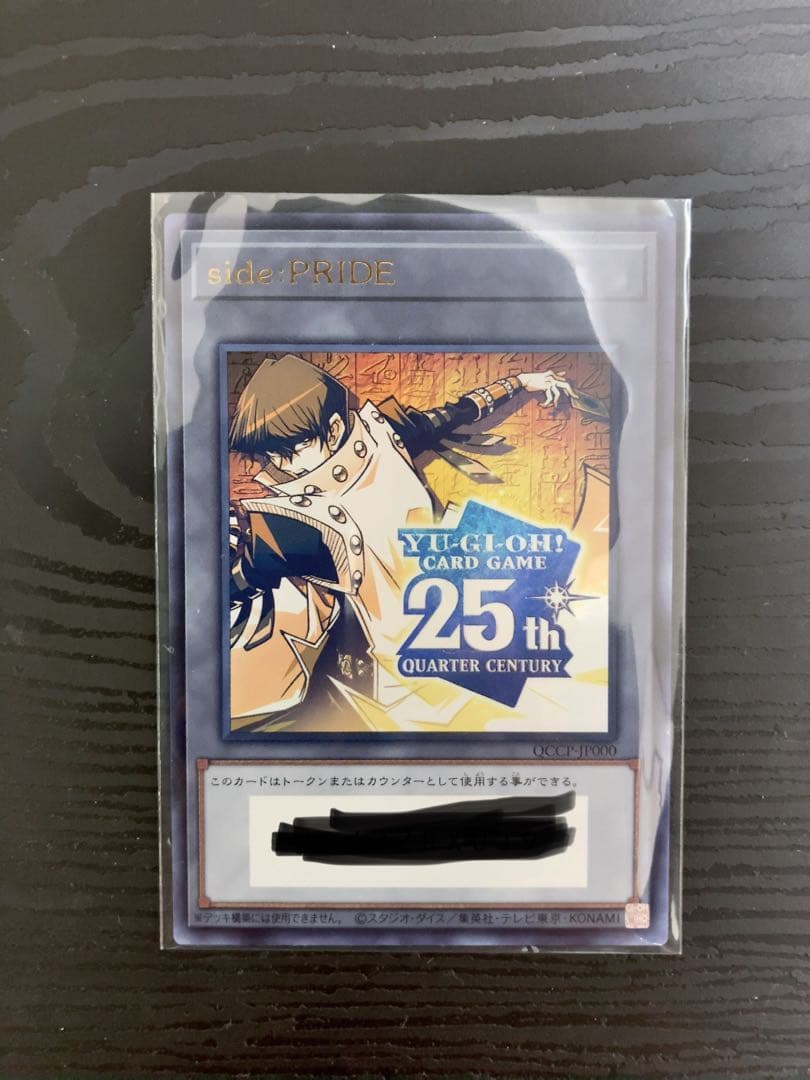 side:PRIDE
YU-GI-OH!
CARD GAME
25th
QUARTER CENTURY
QCCP-JP000
このカードはトークンまたはカウンターとして使用する事ができる。
※デッキ構築には使用できません。 ©スタジオ・ダイス／集英社・テレビ東京・KONAMI